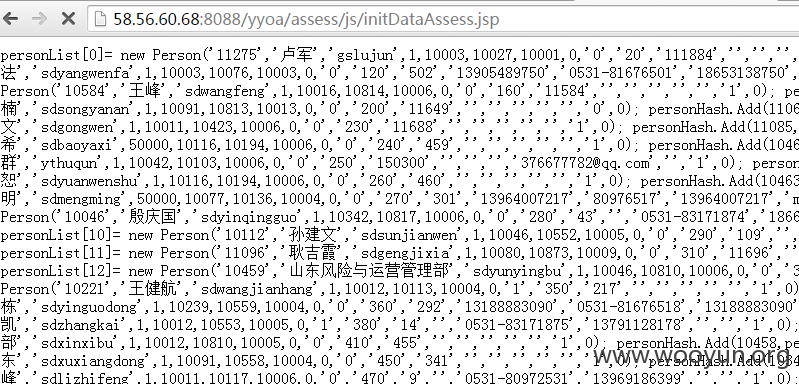 58.56.60.68:8088/yyoa/assess/js/initDataAssess.jsp
personList[0]= new Person('11275','卢军','gslujun',1,10003,10027,10001,0,'0','20','111884','','','',
法','sdyangwenfa',1,10003,10076,10003,0,'0','120','502','13905489750','0531-81676501','18653138750'
Person('10584','王峰','sdwangfeng',1,10016,10814,10006,0,'0','160','11584','','','','','','1',0);
楠','sdsongyanan',1,10091,10813,10013,0,'0','200','11649','','','','','','0',0); personHash.Add(1106
文','sdgongwen',1,10011,10423,10006,0,'0','230','11688','','','','','','1',0); personHash.Add(11085,
希','sdbaoyaxi',50000,10116,10194,10006,0,'0','240','459','','','','','','1',0); personHash.Add(1046
群','ythuqun',1,10042,10103,10006,0,'0','250','150300','','','','376677782@qq.com','','1',0); person
恕','sdyuanwenshu',1,10116,10194,10006,0,'0','260','460','','','','','','1',0); personHash.Add(10463
明','sdmengming',50000,10077,10136,10004,0,'0','270','301','13964007217','80976517','13964007217','m
Person('10046','殷庆国','sdyinqingguo',1,10342,10817,10006,0,'0','280','43','','0531-83171874','1866
personList[10]= new Person('10112','孙建文','sdsunjianwen',1,10046,10552,10005,0,'0','290','109','',
personList[11]= new Person('11096','耿吉霞','sdgengjixia',1,10080,10873,10009,0,'0','310','11696','',
personList[12]= new Person('10459','山东风险与运营管理部','sdyunyingbu',1,10046,10810,10006,0,'0','3
Person('10221','王健航','sdwangjianhang',1,10012,10113,10004,0,'1','350','217','','','','','','1',0)
栋','sdyinguodong',1,10239,10559,10004,0,'0','360','292','13188883090','0531-81676518','13188883090'
凯','sdzhangkai',1,10012,10553,10005,0,'1','380','14','','0531-83171875','13791128178','','','1',0);
部','sdxinxibu',1,10012,10810,10006,0,'0','410','455','','','','','','1',0); personHash.Add(10458,per
东','sdxuxiangdong',1,10091,10558,10004,0,'0','450','341','','','','','','1',0);
峰','sdlizhifeng',1,10011,10117,10006,0,'0','470','9','','0531-80972531','13969186399','','','1',0);
www.wooyun.org